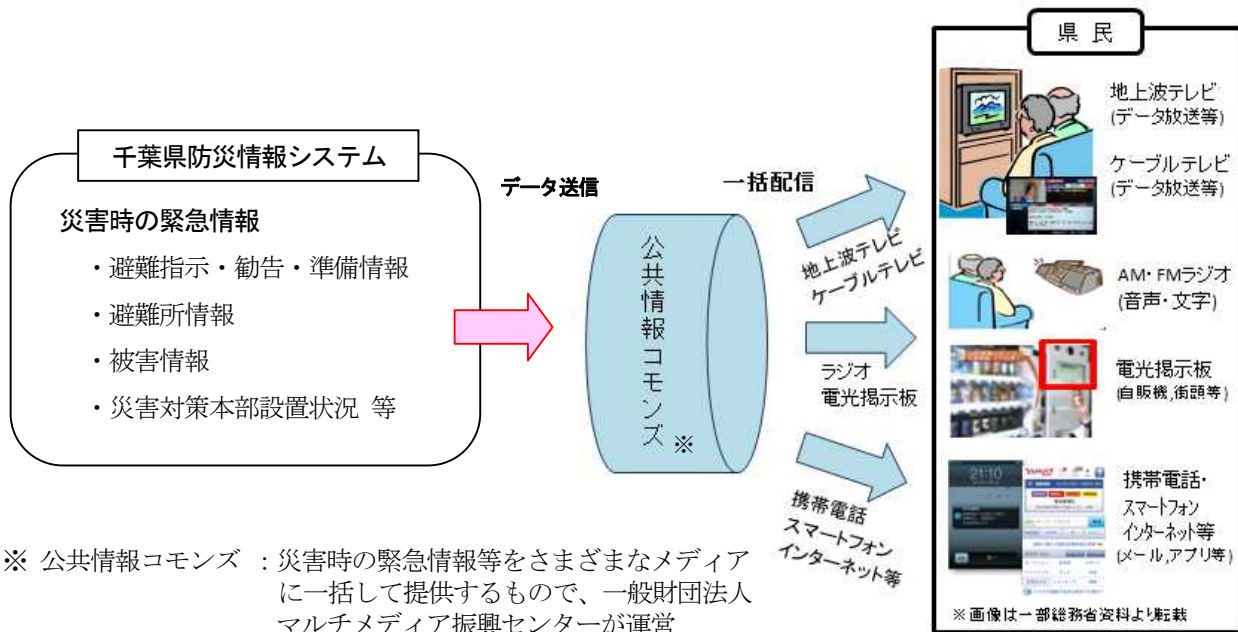 千葉県防災情報システム
災害時の緊急情報
・避難指示・勧告・準備情報
・避難所情報
・被害情報
・災害対策本部設置状況 等
データ送信
一括配信
公共情報コモンズ
※
地上波テレビ
ケーブルテレビ
ラジオ
電光掲示板
携帯電話
スマートフォン
インターネット等
県 民
地上波テレビ
(データ放送等)
ケーブルテレビ
(データ放送等)
AM・FMラジオ
(音声・文字)
電光掲示板
(自販機,街頭等)
21:10
YAHOO!
携帯電話・
スマートフォン
インターネット等
(メール,アプリ等)
※画像は一部総務省資料より転載
※ 公共情報コモンズ :災害時の緊急情報等をさまざまなメディア
に一括して提供するもので、一般財団法人
マルチメディア振興センターが運営